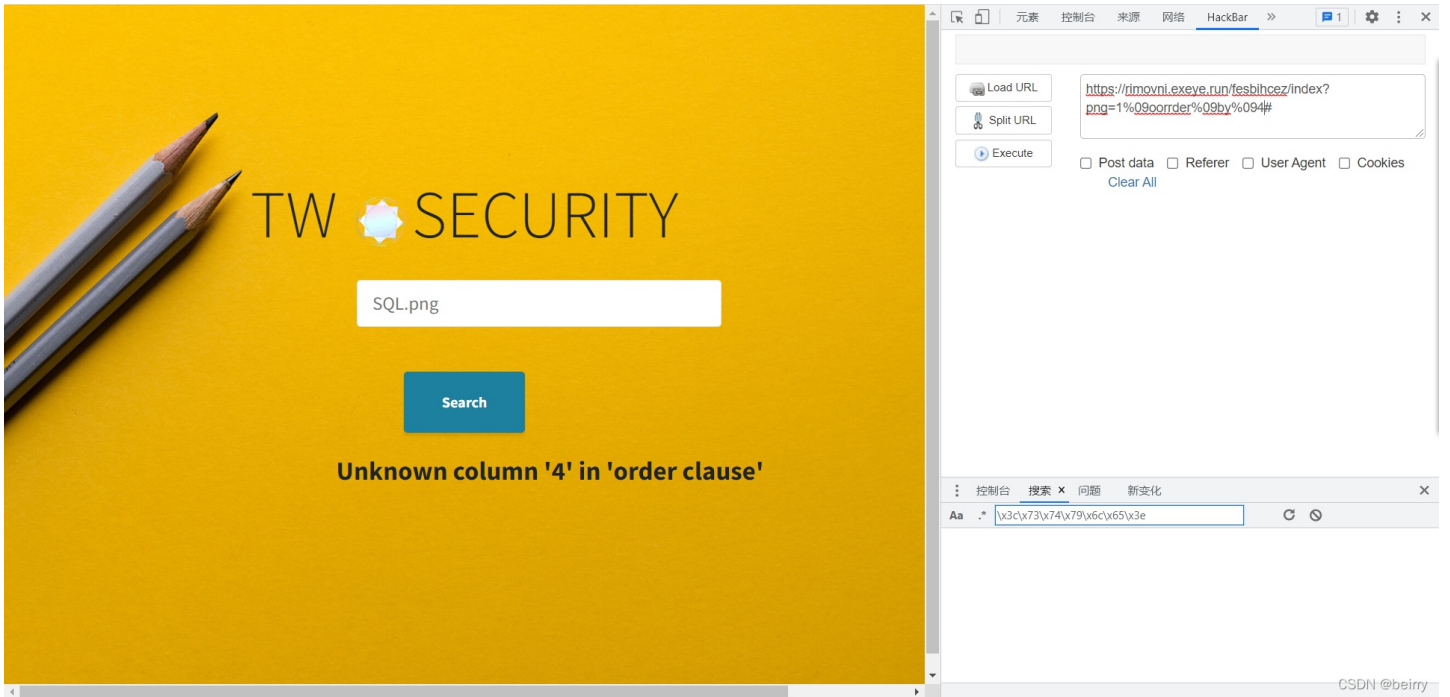 元素 控制台 来源 网络 HackBar » 1
Load URL
Split URL
Execute
https://rimovni.exeye.run/fesbihcez/index?
png=1%09oorrder%09by%094#
Post data Referer User Agent Cookies
Clear All
TW SECURITY
SQL.png
Search
Unknown column '4' in 'order clause'
控制台 搜索 × 问题 新变化
Aa .* \x3c\x73\x74\x79\x6c\x65\x3e
CSDN @beirry